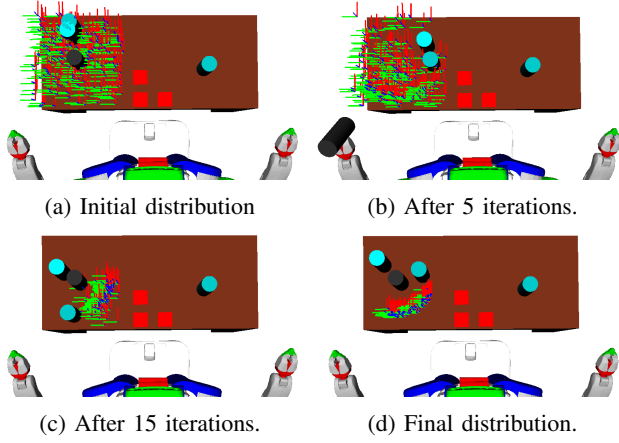 (a) Initial distribution
(b) After 5 iterations.
(c) After 15 iterations.
(d) Final distribution.